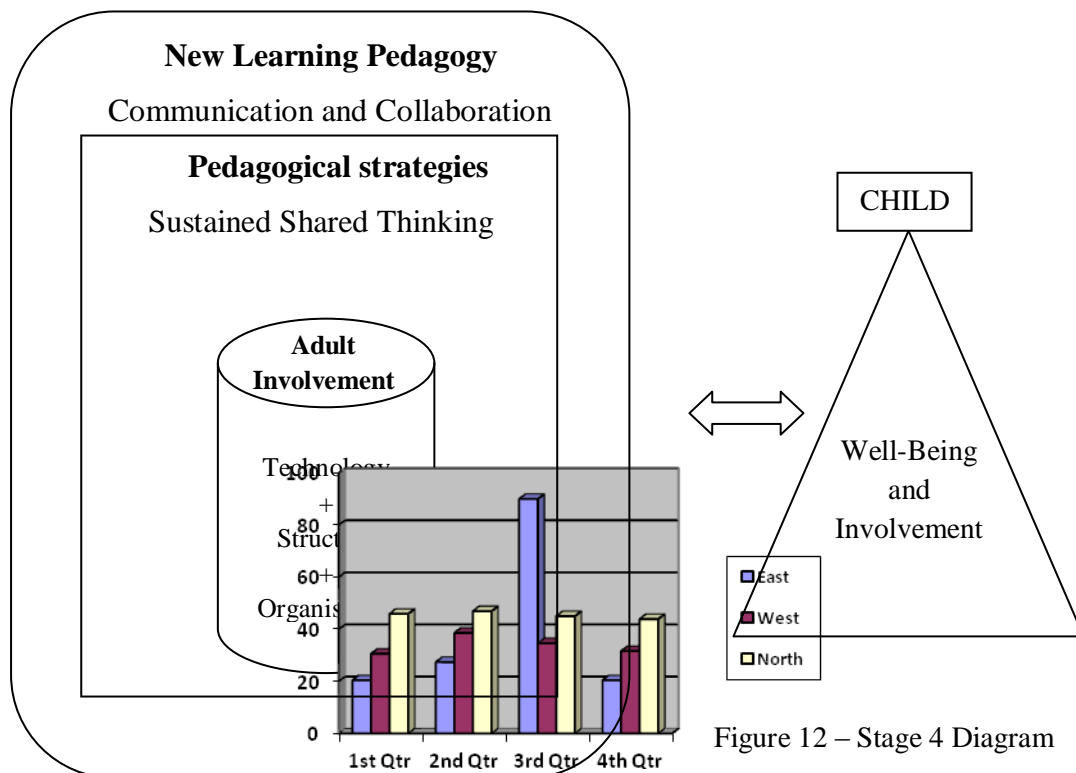 New Learning Pedagogy
Communication and Collaboration
Pedagogical strategies
Sustained Shared Thinking
CHILD
Adult
Involvement
Technology
+
+
Well-Being
and
Involvement
100
80
60
40
20
0
1st Qtr 2nd Qtr 3rd Qtr 4th Qtr
East
West
North
Figure 12 – Stage 4 Diagram